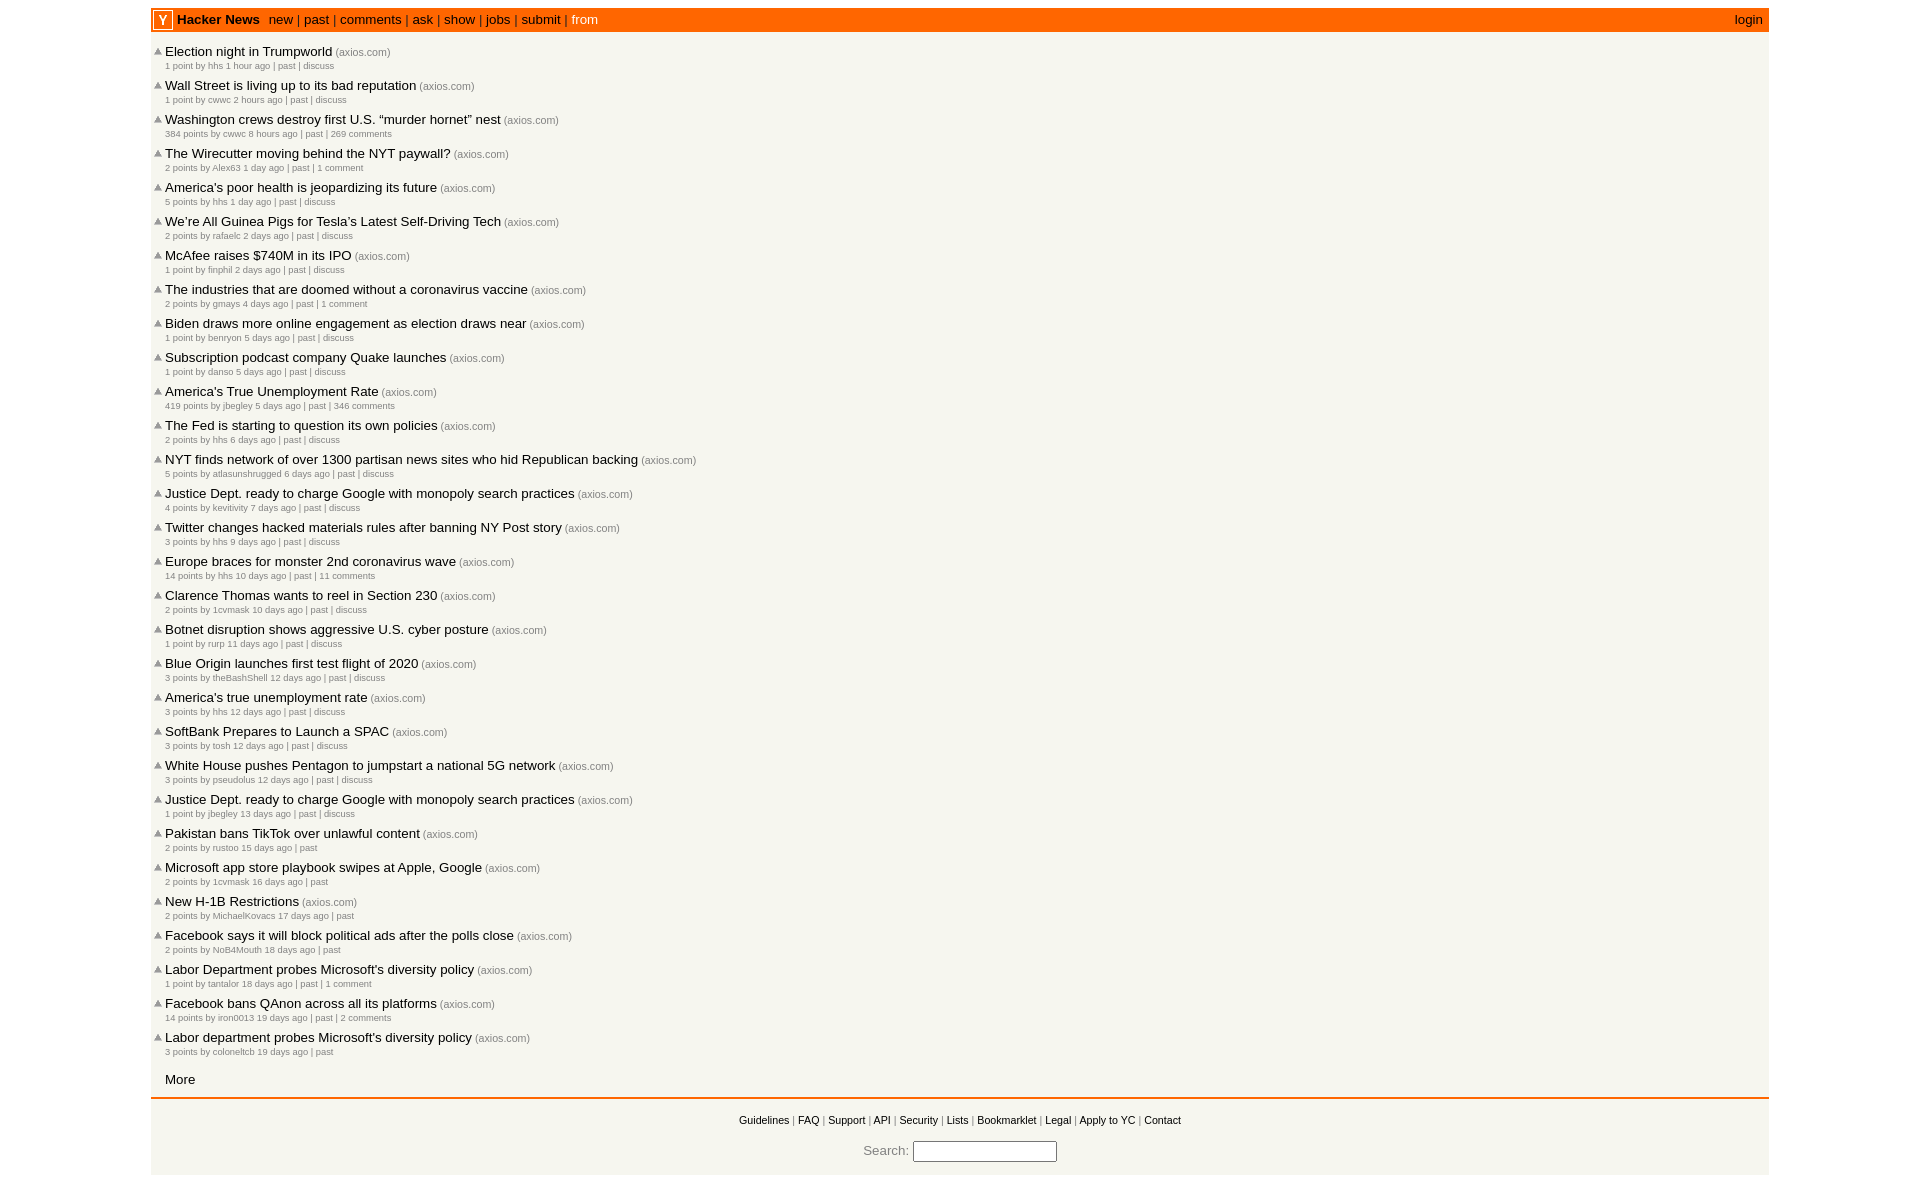 Y Hacker News new | past | comments | ask | show | jobs | submit | from login
Election night in Trumpworld (axios.com)
1 point by hhs 1 hour ago | past | discuss
Wall Street is living up to its bad reputation (axios.com)
1 point by cwwc 2 hours ago | past | discuss
Washington crews destroy first U.S. “murder hornet” nest (axios.com)
384 points by cwwc 8 hours ago | past | 269 comments
The Wirecutter moving behind the NYT paywall? (axios.com)
2 points by Alex63 1 day ago | past | 1 comment
America's poor health is jeopardizing its future (axios.com)
5 points by hhs 1 day ago | past | discuss
We’re All Guinea Pigs for Tesla’s Latest Self-Driving Tech (axios.com)
2 points by rafaelc 2 days ago | past | discuss
McAfee raises $740M in its IPO (axios.com)
1 point by finphil 2 days ago | past | discuss
The industries that are doomed without a coronavirus vaccine (axios.com)
2 points by gmays 4 days ago | past | 1 comment
Biden draws more online engagement as election draws near (axios.com)
1 point by benryon 5 days ago | past | discuss
Subscription podcast company Quake launches (axios.com)
1 point by danso 5 days ago | past | discuss
America's True Unemployment Rate (axios.com)
419 points by jbegley 5 days ago | past | 346 comments
The Fed is starting to question its own policies (axios.com)
2 points by hhs 6 days ago | past | discuss
NYT finds network of over 1300 partisan news sites who hid Republican backing (axios.com)
5 points by atlasunshrugged 6 days ago | past | discuss
Justice Dept. ready to charge Google with monopoly search practices (axios.com)
4 points by kevitivity 7 days ago | past | discuss
Twitter changes hacked materials rules after banning NY Post story (axios.com)
3 points by hhs 9 days ago | past | discuss
Europe braces for monster 2nd coronavirus wave (axios.com)
14 points by hhs 10 days ago | past | 11 comments
Clarence Thomas wants to reel in Section 230 (axios.com)
2 points by 1cvmask 10 days ago | past | discuss
Botnet disruption shows aggressive U.S. cyber posture (axios.com)
1 point by rurp 11 days ago | past | discuss
Blue Origin launches first test flight of 2020 (axios.com)
3 points by theBashShell 12 days ago | past | discuss
America's true unemployment rate (axios.com)
3 points by hhs 12 days ago | past | discuss
SoftBank Prepares to Launch a SPAC (axios.com)
3 points by tosh 12 days ago | past | discuss
White House pushes Pentagon to jumpstart a national 5G network (axios.com)
3 points by pseudolus 12 days ago | past | discuss
Justice Dept. ready to charge Google with monopoly search practices (axios.com)
1 point by jbegley 13 days ago | past | discuss
Pakistan bans TikTok over unlawful content (axios.com)
2 points by rustoo 15 days ago | past
Microsoft app store playbook swipes at Apple, Google (axios.com)
2 points by 1cvmask 16 days ago | past
New H-1B Restrictions (axios.com)
2 points by MichaelKovacs 17 days ago | past
Facebook says it will block political ads after the polls close (axios.com)
2 points by NoB4Mouth 18 days ago | past
Labor Department probes Microsoft's diversity policy (axios.com)
1 point by tantalor 18 days ago | past | 1 comment
Facebook bans QAnon across all its platforms (axios.com)
14 points by iron0013 19 days ago | past | 2 comments
Labor department probes Microsoft's diversity policy (axios.com)
3 points by coloneltcb 19 days ago | past
More
Guidelines | FAQ | Support | API | Security | Lists | Bookmarklet | Legal | Apply to YC | Contact
Search: